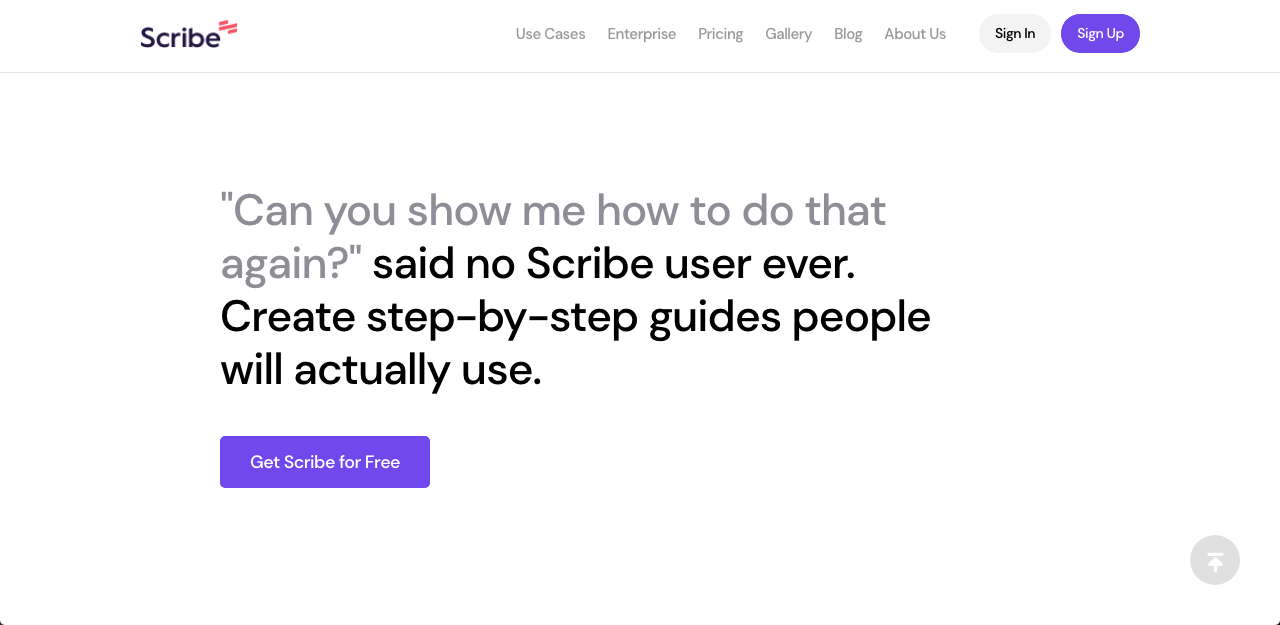 Scribe
Use Cases Enterprise Pricing Gallery Blog About Us Sign In Sign Up
"Can you show me how to do that
again?" said no Scribe user ever.
Create step-by-step guides people
will actually use.
Get Scribe for Free